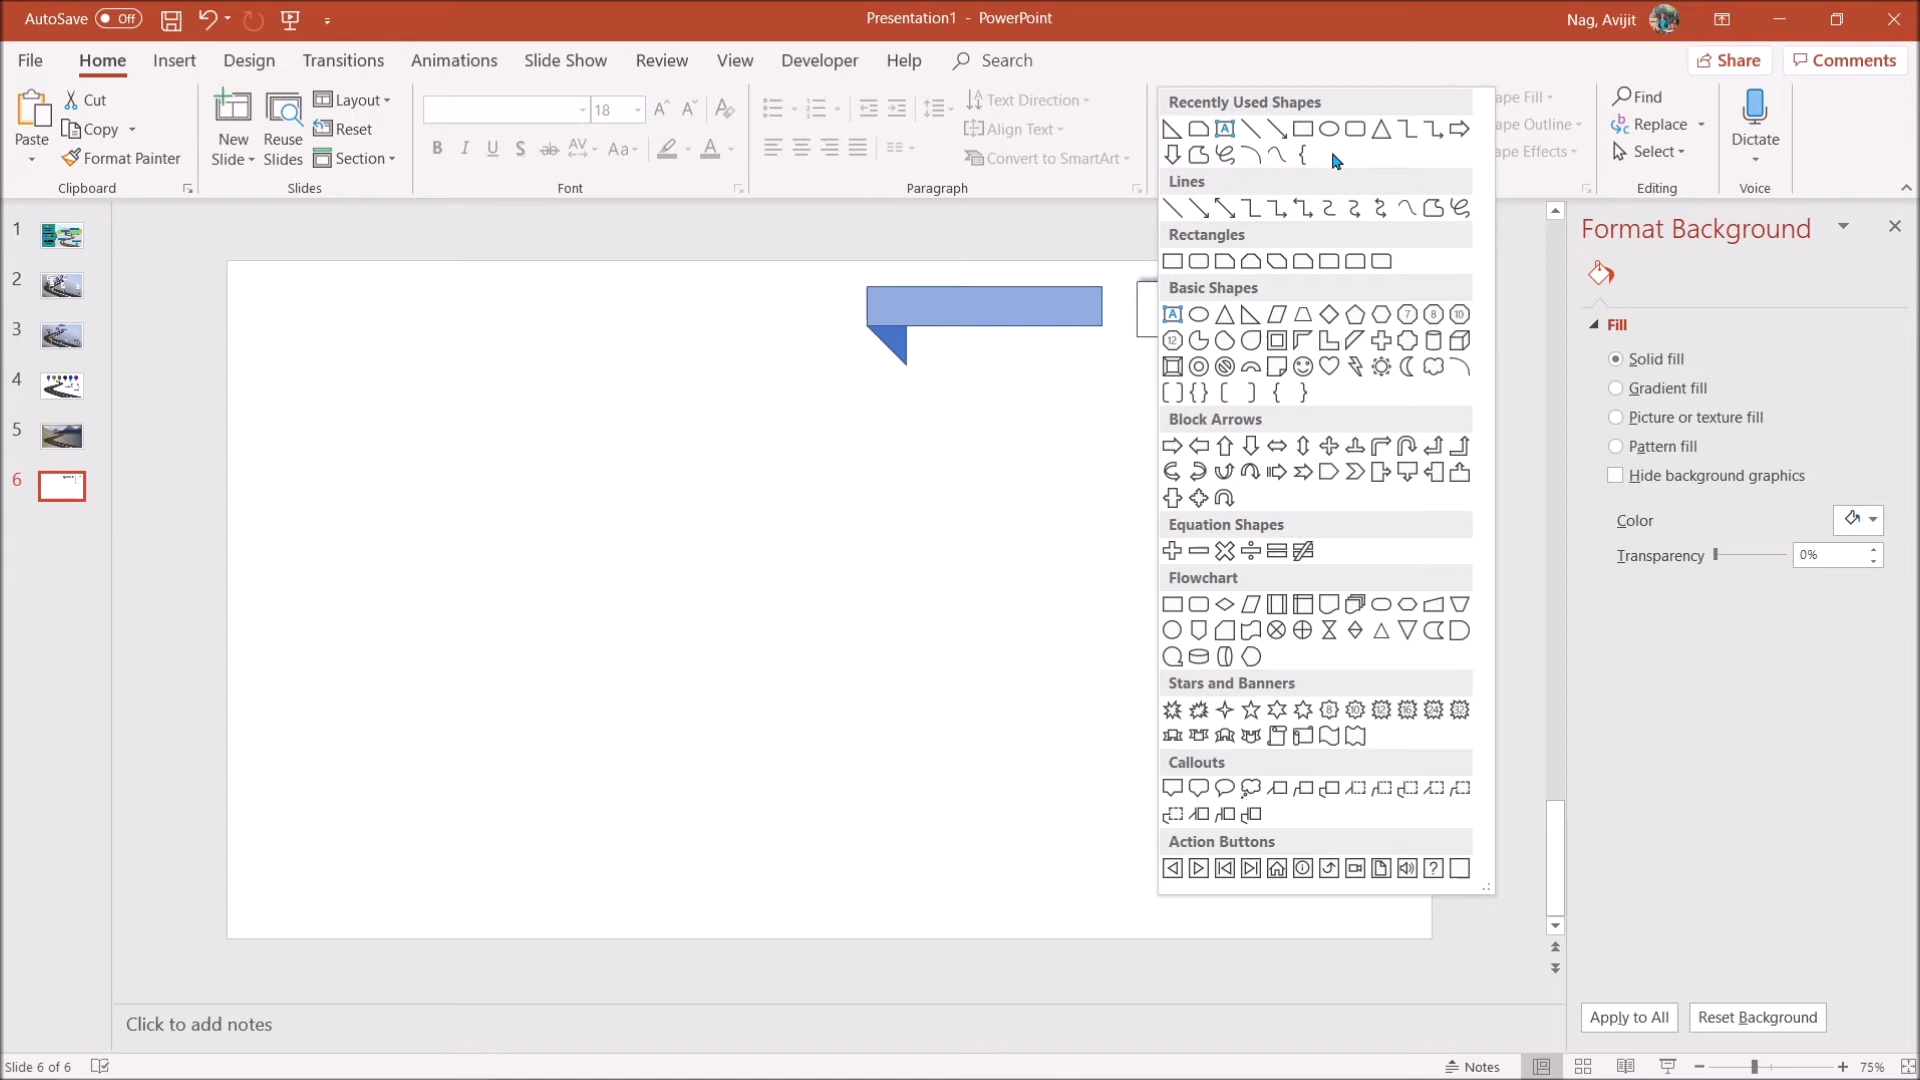 AutoSave Off
Presentation1 - PowerPoint
Nag, Avijit
File Home Insert Design Transitions Animations Slide Show Review View Developer Help Search
Share Comments
Paste
Cut
Copy
Format Painter
Clipboard
New Slide
Reuse Slides
Layout
Reset
Section
Slides
18
B I U S ab AV Aa A
Font
Text Direction
Align Text
Convert to SmartArt
Paragraph
ape Fill
ape Outline
ape Effects
Find
Replace
Select
Editing
Dictate
Voice
Recently Used Shapes
Lines
Rectangles
Basic Shapes
Block Arrows
Equation Shapes
Flowchart
Stars and Banners
Callouts
Action Buttons
1
2
3
4
5
6
Format Background
Fill
Solid fill
Gradient fill
Picture or texture fill
Pattern fill
Hide background graphics
Color
Transparency 0%
Apply to All Reset Background
Click to add notes
Slide 6 of 6
Notes
75%